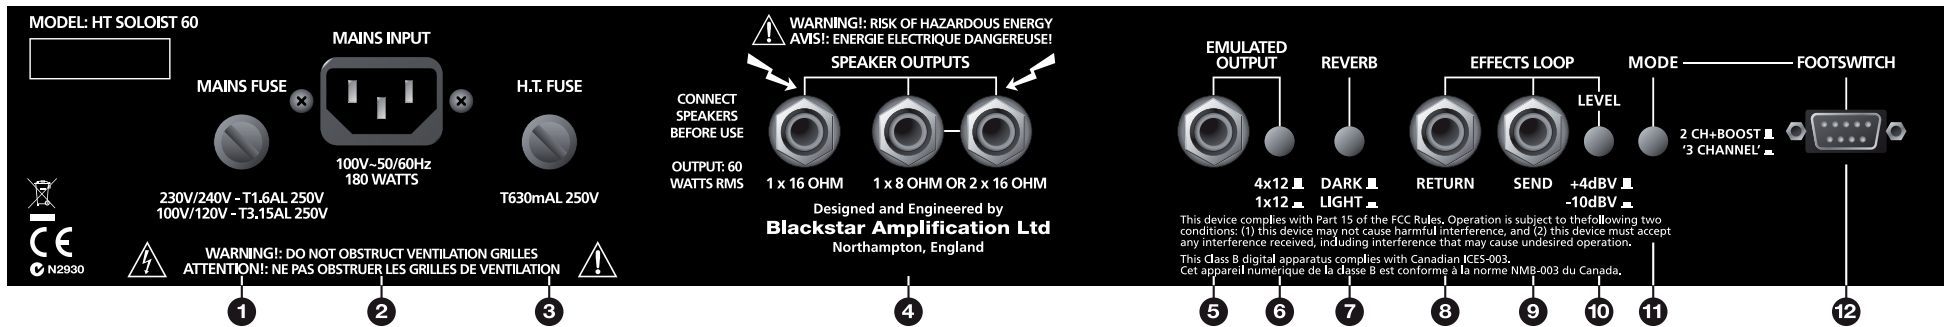 MODEL: HT SOLOIST 60
MAINS INPUT
MAINS FUSE
H.T. FUSE
100V~50/60Hz
180 WATTS
230V/240V - T1.6AL 250V
100V/120V - T3.15AL 250V
T630mAL 250V
CE
N2930
WARNING!: DO NOT OBSTRUCT VENTILATION GRILLES
ATTENTION!: NE PAS OBSTRUER LES GRILLES DE VENTILATION
WARNING!: RISK OF HAZARDOUS ENERGY
AVIS!: ENERGIE ELECTRIQUE DANGEREUSE!
SPEAKER OUTPUTS
CONNECT
SPEAKERS
BEFORE USE
OUTPUT: 60
WATTS RMS
1 x 16 OHM
1 x 8 OHM OR 2 x 16 OHM
Designed and Engineered by
Blackstar Amplification Ltd
Northampton, England
EMULATED
OUTPUT
REVERB
EFFECTS LOOP
LEVEL
MODE
FOOTSWITCH
2 CH+BOOST
'3 CHANNEL'
4x12
1x12
DARK
LIGHT
RETURN
SEND
+4dBV
-10dBV
This device complies with Part 15 of the FCC Rules. Operation is subject to thefollowing two
conditions: (1) this device may not cause harmful interference, and (2) this device must accept
any interference received, including interference that may cause undesired operation.
This Class B digital apparatus complies with Canadian ICES-003.
Cet appareil numérique de la classe B est conforme à la norme NMB-003 du Canada.
1
2
3
4
5
6
7
8
9
10
11
12